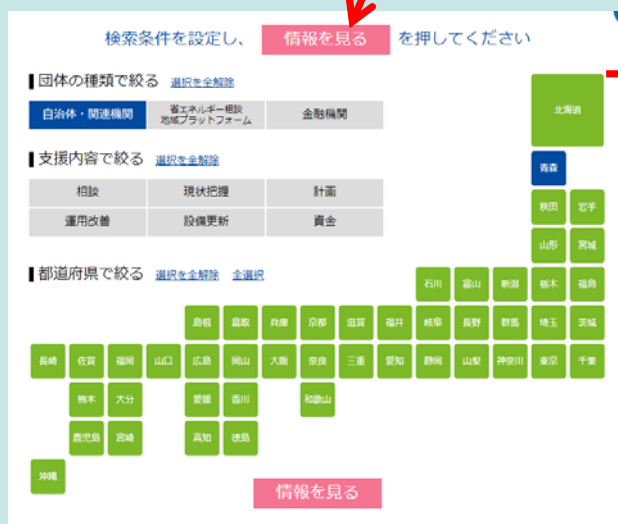 検索条件を設定し、 情報を見る を押してください
団体の種類で絞る 選択を全解除
自治体・関連機関 省エネルギー相談 地域プラットフォーム 金融機関
支援内容で絞る 選択を全解除
相談 現状把握 計画
運用改善 設備更新 資金
都道府県で絞る 選択を全解除 全選択
北海道
青森
秋田 岩手
山形 宮城
石川 富山 新潟 栃木 福島
島根 鳥取 兵庫 京都 滋賀 福井 岐阜 長野 群馬 埼玉 茨城
長崎 佐賀 福岡 山口 広島 岡山 大阪 奈良 三重 愛知 静岡 山梨 神奈川 東京 千葉
熊本 大分 愛媛 香川 和歌山
鹿児島 宮崎 高知 徳島
沖縄
情報を見る